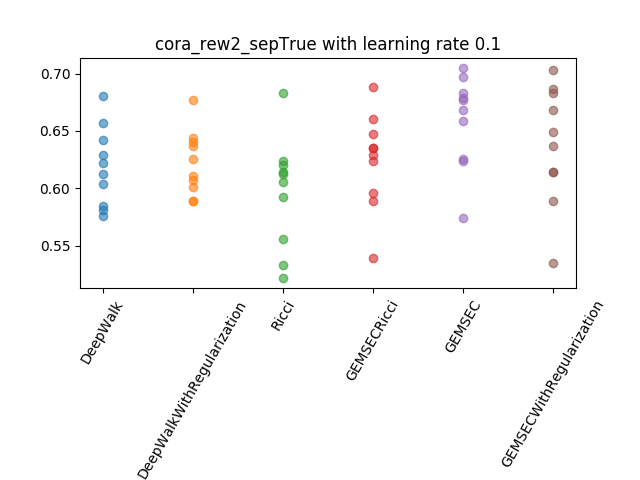 cora_rew2_sepTrue with learning rate 0.1
0.70
0.65
0.60
0.55
DeepWalk
DeepWalkWithRegularization
Ricci
GEMSECRicci
GEMSEC
GEMSECWithRegularization